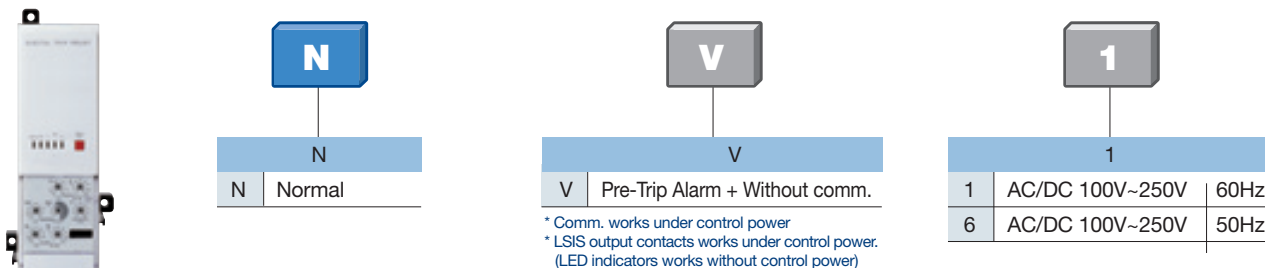 N
V
1
N
V
1
N Normal
V Pre-Trip Alarm + Without comm.
1 AC/DC 100V~250V 60Hz
6 AC/DC 100V~250V 50Hz
* Comm. works under control power
* LSIS output contacts works under control power.
(LED indicators works without control power)